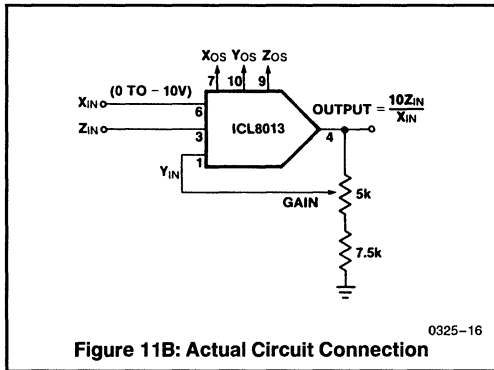 XOS YOS ZOS
7 10 9
XIN (0 TO – 10V)
6
OUTPUT = 10ZIN / XIN
ZIN
3
ICL8013
4
1
YIN
GAIN
5k
7.5k
0325–16
Figure 11B: Actual Circuit Connection